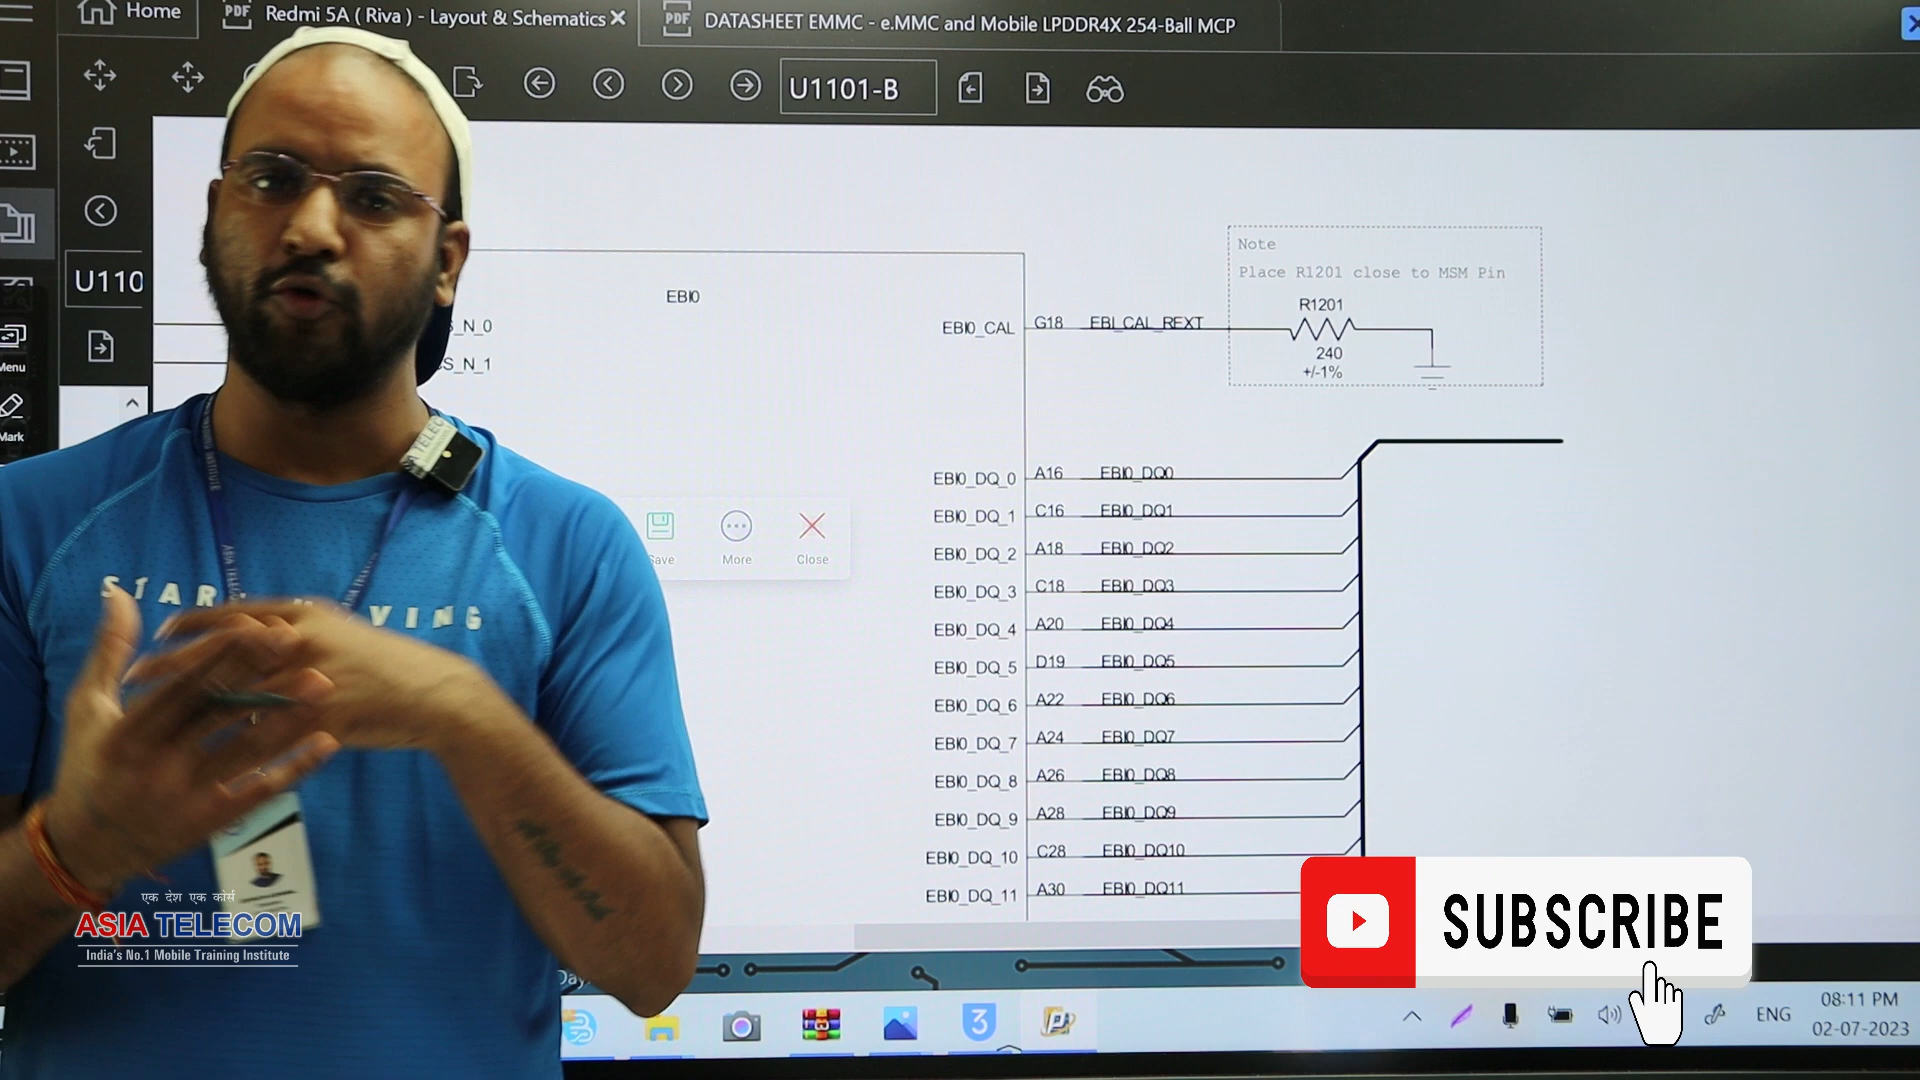 Home
Redmi 5A ( Riva ) - Layout & Schematics
PDF
DATASHEET EMMC - e.MMC and Mobile LPDDR4X 254-Ball MCP
PDF
U1101-B
U110
Menu
Mark
Note
Place R1201 close to MSM Pin
R1201
240
+/-1%
EBI0
S_N_0
S_N_1
EBI0_CAL G18 EBI_CAL_REXT
EBI0_DQ_0 A16 EBI0_DQ0
EBI0_DQ_1 C16 EBI0_DQ1
EBI0_DQ_2 A18 EBI0_DQ2
EBI0_DQ_3 C18 EBI0_DQ3
EBI0_DQ_4 A20 EBI0_DQ4
EBI0_DQ_5 D19 EBI0_DQ5
EBI0_DQ_6 A22 EBI0_DQ6
EBI0_DQ_7 A24 EBI0_DQ7
EBI0_DQ_8 A26 EBI0_DQ8
EBI0_DQ_9 A28 EBI0_DQ9
EBI0_DQ_10 C28 EBI0_DQ10
EBI0_DQ_11 A30 EBI0_DQ11
Save More Close
एक देश एक कोर्स
ASIA TELECOM
India's No.1 Mobile Training Institute
SUBSCRIBE
3
ENG
08:11 PM
02-07-2023